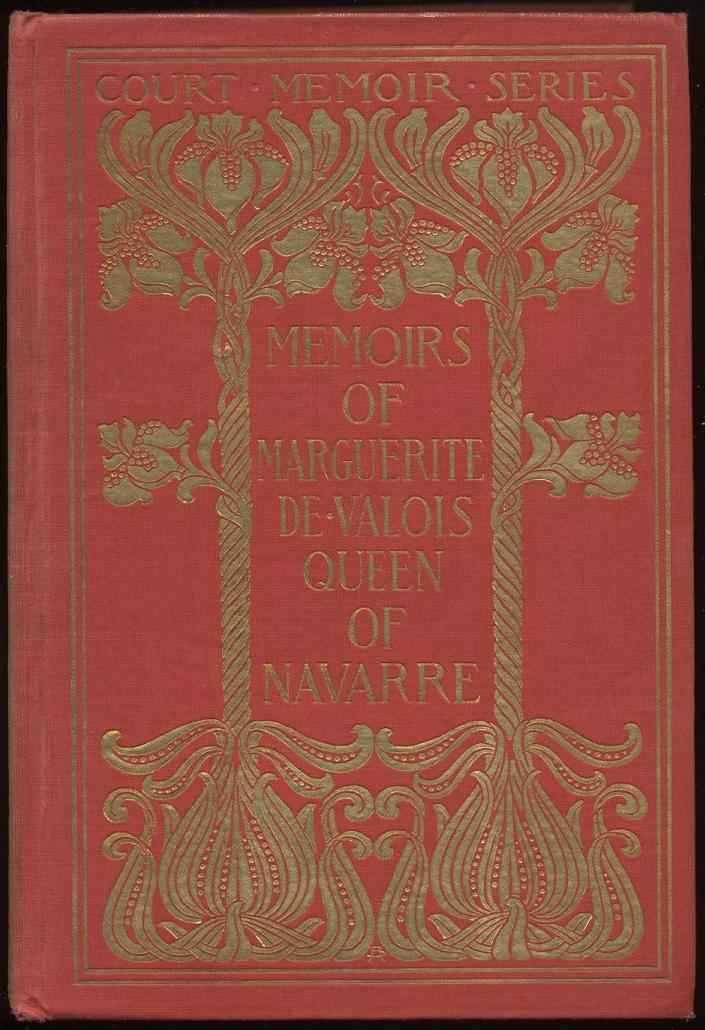 COURT · MEMOIR · SERIES
MEMOIRS
OF
MARGUERITE
DE·VALOIS
QUEEN
OF
NAVARRE